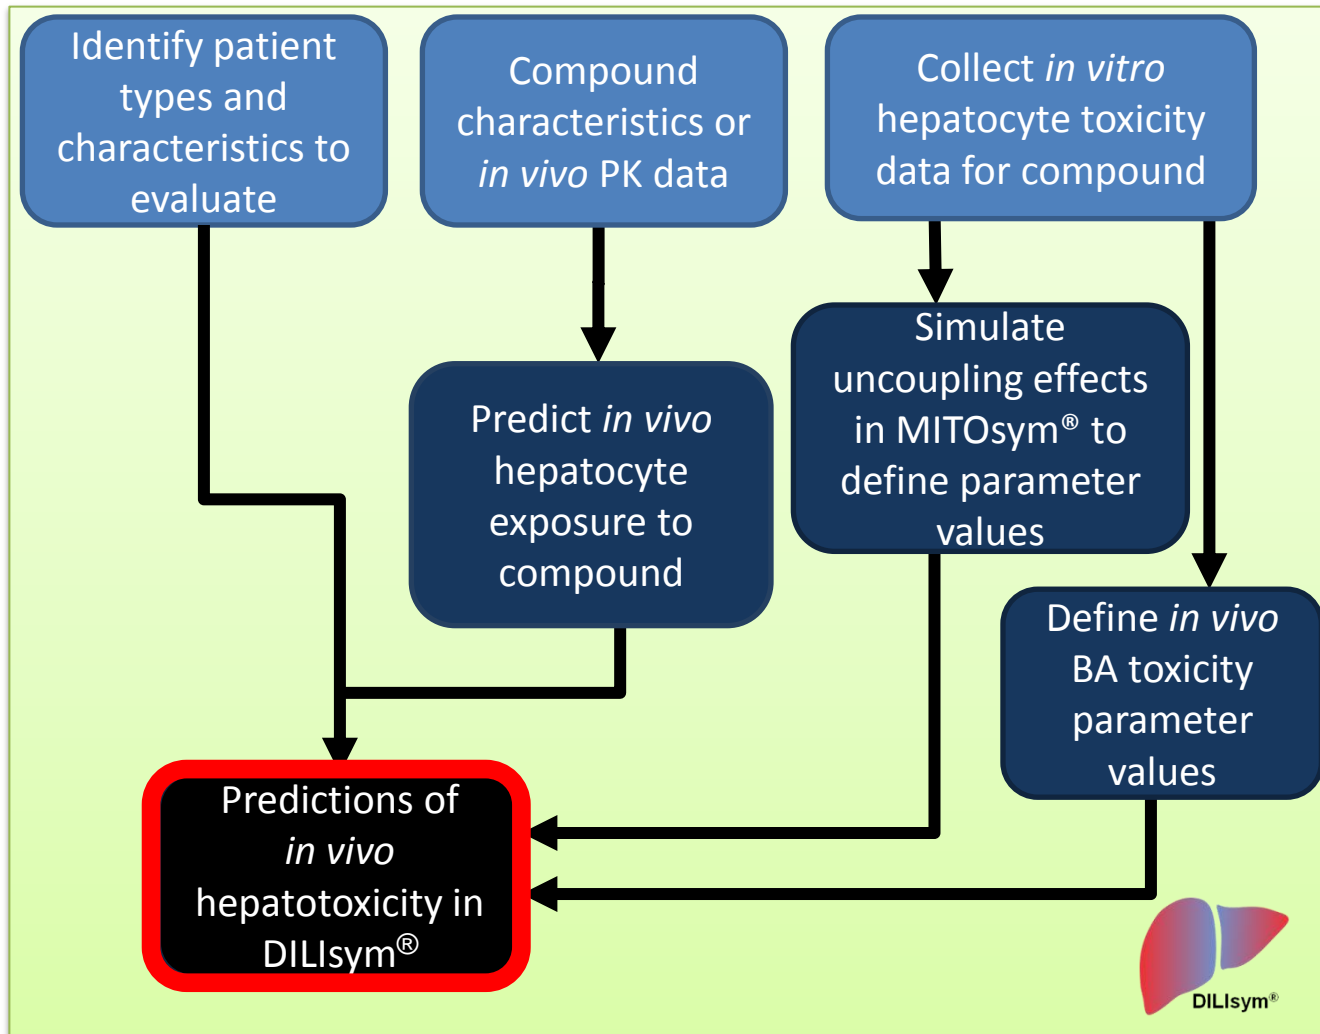 Identify patient
types and
characteristics to
evaluate
Compound
characteristics or
in vivo PK data
Collect in vitro
hepatocyte toxicity
data for compound
Predict in vivo
hepatocyte
exposure to
compound
Simulate
uncoupling effects
in MITOsym® to
define parameter
values
Define in vivo
BA toxicity
parameter
values
Predictions of
in vivo
hepatotoxicity in
DILIsym®
DILIsym®